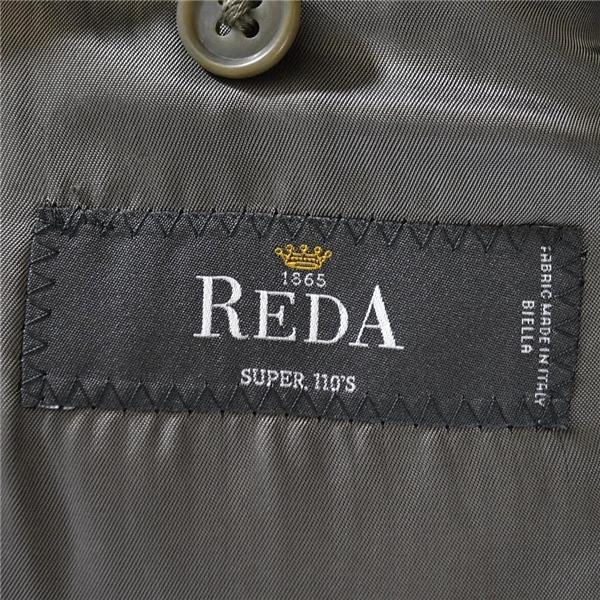 1865
REDA
SUPER. 110'S
FABRIC MADE IN ITALY
BIELLA